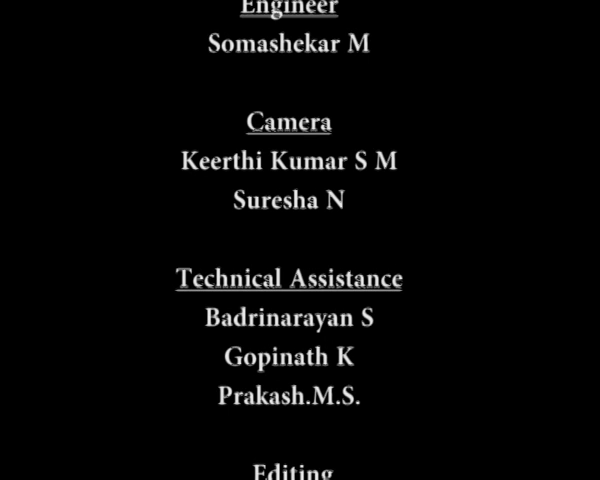 Engineer
Somashekar M
Camera
Keerthi Kumar S M
Suresha N
Technical Assistance
Badrinarayan S
Gopinath K
Prakash.M.S.
Editing